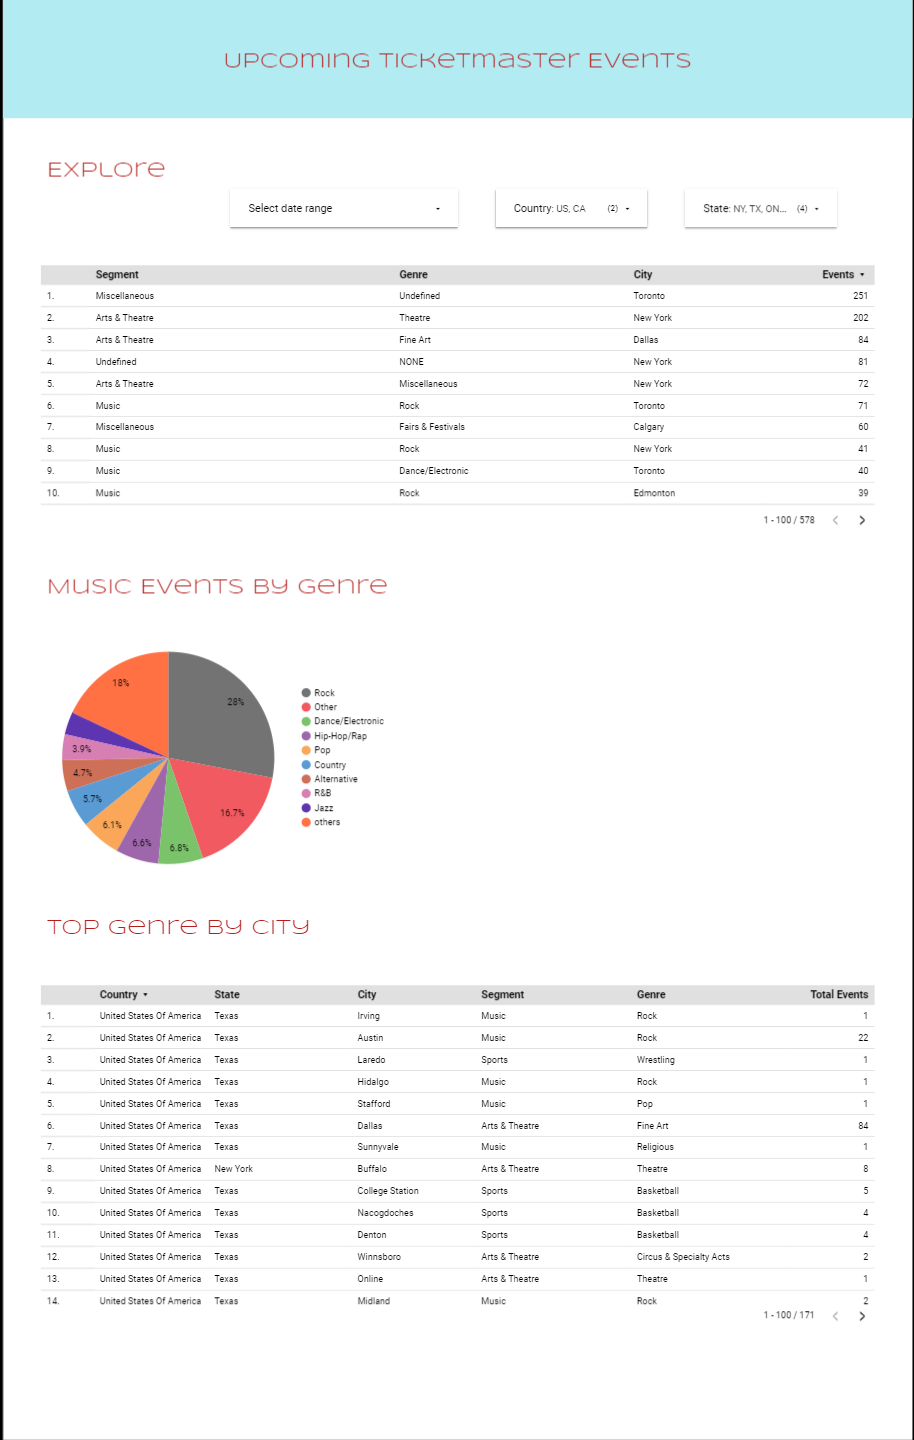 Upcoming Ticketmaster Events
Explore
Select date range
Country: US, CA (2)
State: NY, TX, ON... (4)
Segment Genre City Events
1. Miscellaneous Undefined Toronto 251
2. Arts & Theatre Theatre New York 202
3. Arts & Theatre Fine Art Dallas 84
4. Undefined NONE New York 81
5. Arts & Theatre Miscellaneous New York 72
6. Music Rock Toronto 71
7. Miscellaneous Fairs & Festivals Calgary 60
8. Music Rock New York 41
9. Music Dance/Electronic Toronto 40
10. Music Rock Edmonton 39
1 - 100 / 578
Music Events By Genre
18%
28%
3.9%
4.7%
5.7%
6.1%
6.6%
6.8%
16.7%
Rock
Other
Dance/Electronic
Hip-Hop/Rap
Pop
Country
Alternative
R&B
Jazz
others
Top Genre By City
Country State City Segment Genre Total Events
1. United States Of America Texas Irving Music Rock 1
2. United States Of America Texas Austin Music Rock 22
3. United States Of America Texas Laredo Sports Wrestling 1
4. United States Of America Texas Hidalgo Music Rock 1
5. United States Of America Texas Stafford Music Pop 1
6. United States Of America Texas Dallas Arts & Theatre Fine Art 84
7. United States Of America Texas Sunnyvale Music Religious 1
8. United States Of America New York Buffalo Arts & Theatre Theatre 8
9. United States Of America Texas College Station Sports Basketball 5
10. United States Of America Texas Nacogdoches Sports Basketball 4
11. United States Of America Texas Denton Sports Basketball 4
12. United States Of America Texas Winnsboro Arts & Theatre Circus & Specialty Acts 2
13. United States Of America Texas Online Arts & Theatre Theatre 1
14. United States Of America Texas Midland Music Rock 2
1 - 100 / 171